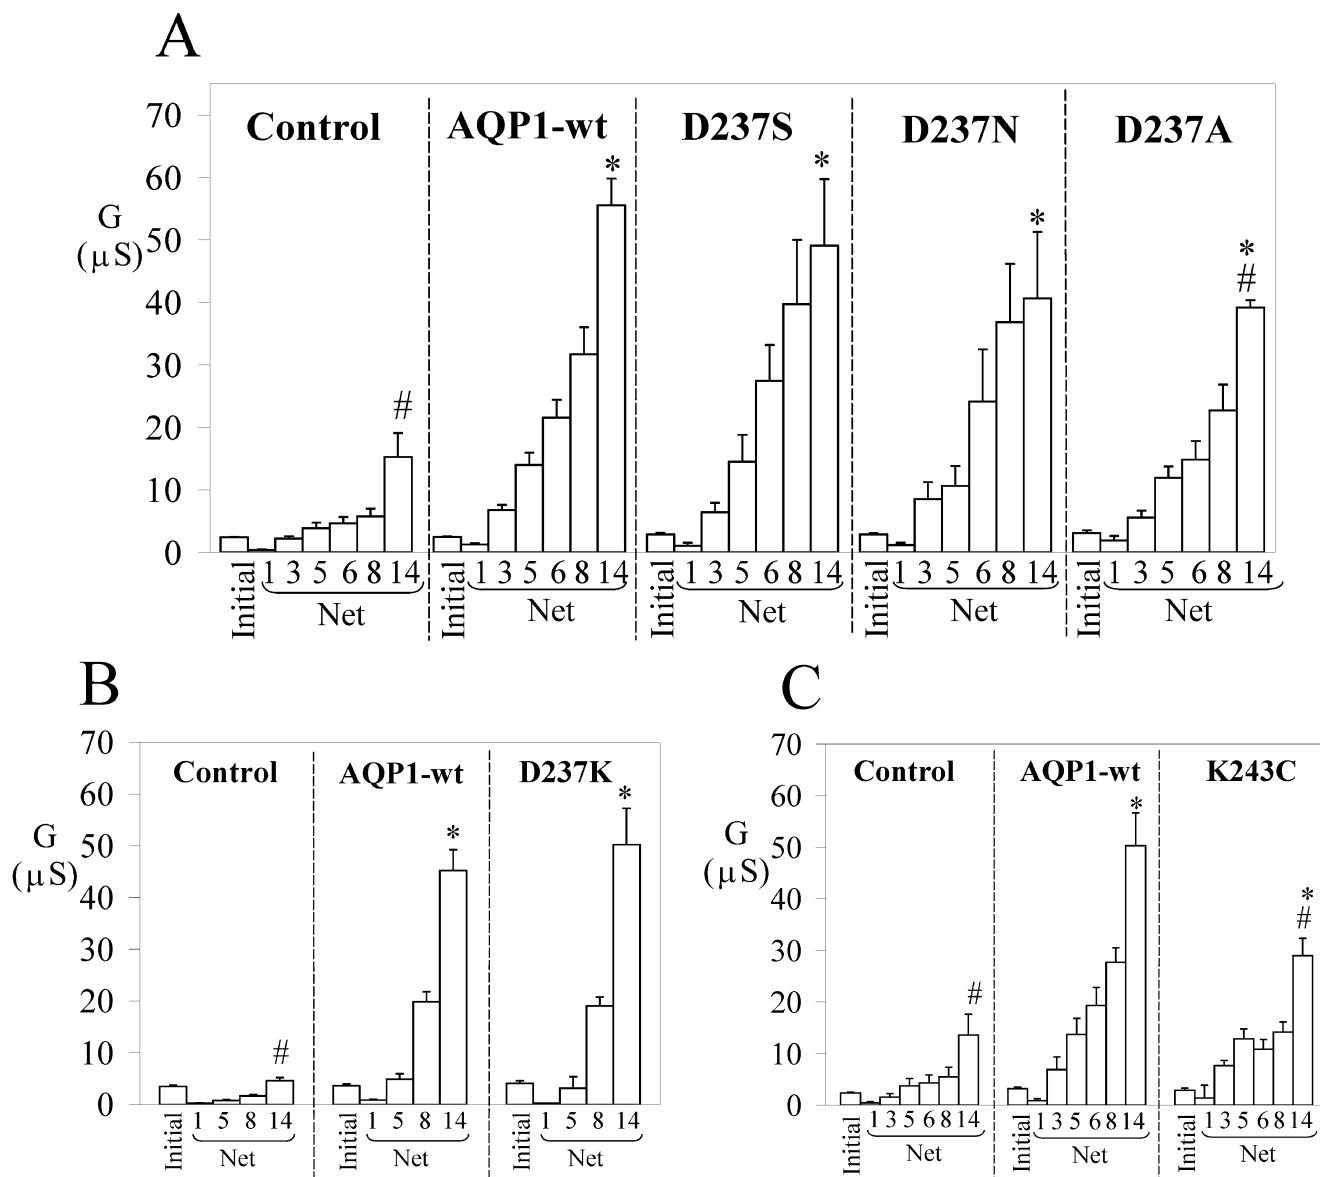 A
Control AQP1-wt D237S D237N D237A
70
60
50
40
30
20
10
0
G
(μS)
#
*
*
*
*
#
Initial 1 3 5 6 8 14 Initial 1 3 5 6 8 14 Initial 1 3 5 6 8 14 Initial 1 3 5 6 8 14 Initial 1 3 5 6 8 14
Net Net Net Net Net
B
Control AQP1-wt D237K
70
60
50
40
30
20
10
0
G
(μS)
#
*
*
Initial 1 5 8 14 Initial 1 5 8 14 Initial 1 5 8 14
Net Net Net
C
Control AQP1-wt K243C
70
60
50
40
30
20
10
0
G
(μS)
#
*
*
#
Initial 1 3 5 6 8 14 Initial 1 3 5 6 8 14 Initial 1 3 5 6 8 14
Net Net Net